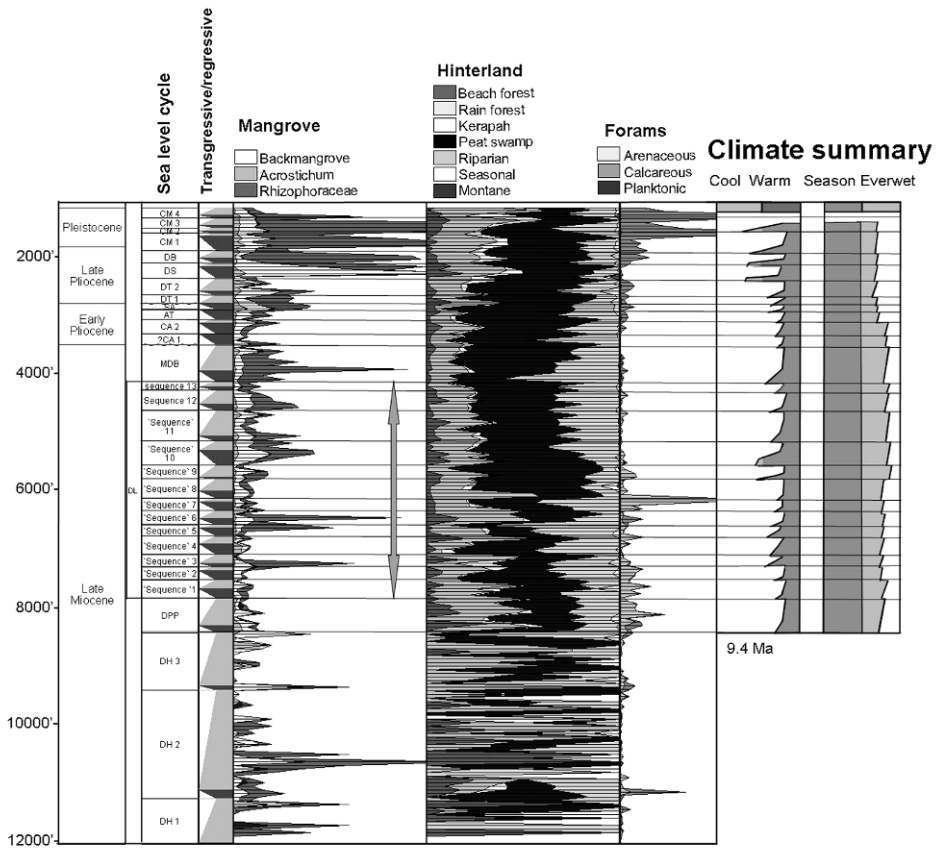 Sea level cycle
Transgressive/regressive
Mangrove
Backmangrove
Acrostichum
Rhizophoraceae
Hinterland
Beach forest
Rain forest
Kerapah
Peat swamp
Riparian
Seasonal
Montane
Forams
Arenaceous
Calcareous
Planktonic
Climate summary
Cool Warm Season Everwet
2000'
4000'
6000'
8000'
10000'
12000'
Pleistocene
Late
Pliocene
Early
Pliocene
Late
Miocene
DL
CM 4
CM 3
CM 2
CM 1
DB
DS
DT 2
DT 1
AT
CA 2
?CA 1
MDB
sequence 13
Sequence 12
'Sequence'
11
'Sequence'
10
'Sequence' 9
'Sequence' 8
'Sequence' 7
'Sequence' 6
'Sequence' 5
'Sequence' 4
'Sequence' 3
'Sequence' 2
'Sequence '1
DPP
DH 3
DH 2
DH 1
9.4 Ma